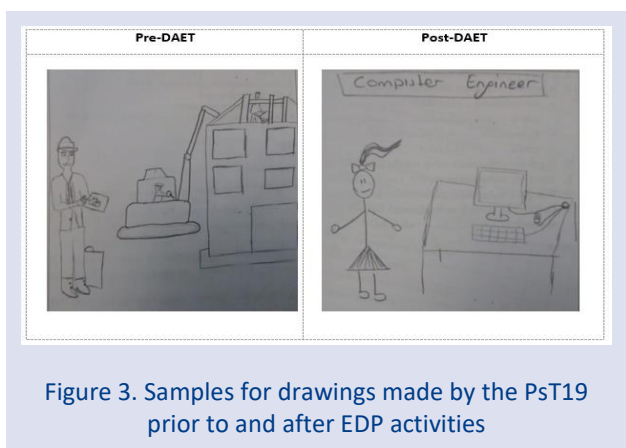 Pre-DAET
Post-DAET
Computer Engineer
Figure 3. Samples for drawings made by the PsT19
prior to and after EDP activities